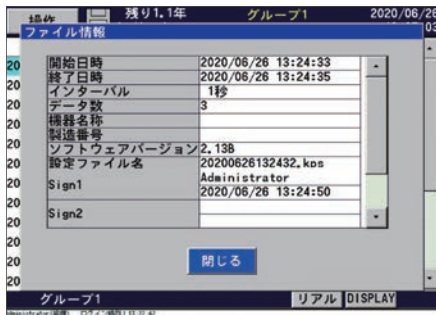 操作 残り1.1年 グループ1 2020/06/26
ファイル情報
開始日時 2020/06/26 13:24:33
終了日時 2020/06/26 13:24:35
インターバル 1秒
データ数 3
機器名称
製造番号
ソフトウェアバージョン 2.13B
設定ファイル名 20200626132432.kps
Sign1 Administrator
2020/06/26 13:24:50
Sign2
閉じる
グループ1 リアル DISPLAY